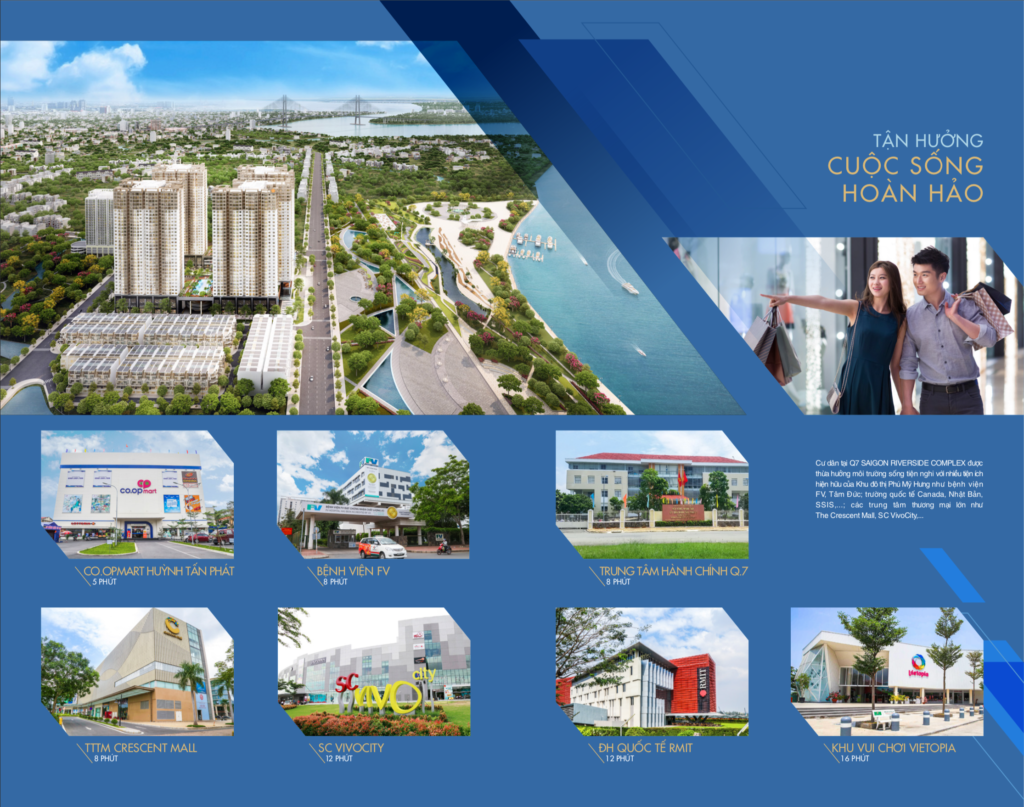 TẬN HƯỞNG
CUỘC SỐNG
HOÀN HẢO
Cư dân tại Q7 SAIGON RIVERSIDE COMPLEX được
thừa hưởng môi trường sống tiện nghi với nhiều tiện ích
hiện hữu của Khu đô thị Phú Mỹ Hưng như bệnh viện
FV, Tâm Đức; trường quốc tế Canada, Nhật Bản,
SSIS,...; các trung tâm thương mại lớn như
The Crescent Mall, SC VivoCity,...
co.opmart
FV
CO.OPMART HUỲNH TẤN PHÁT
5 PHÚT
BỆNH VIỆN FV
8 PHÚT
TRUNG TÂM HÀNH CHÍNH Q.7
8 PHÚT
SC VIVO city
RMIT
Vietopia
TTTM CRESCENT MALL
8 PHÚT
SC VIVOCITY
12 PHÚT
ĐH QUỐC TẾ RMIT
12 PHÚT
KHU VUI CHƠI VIETOPIA
16 PHÚT